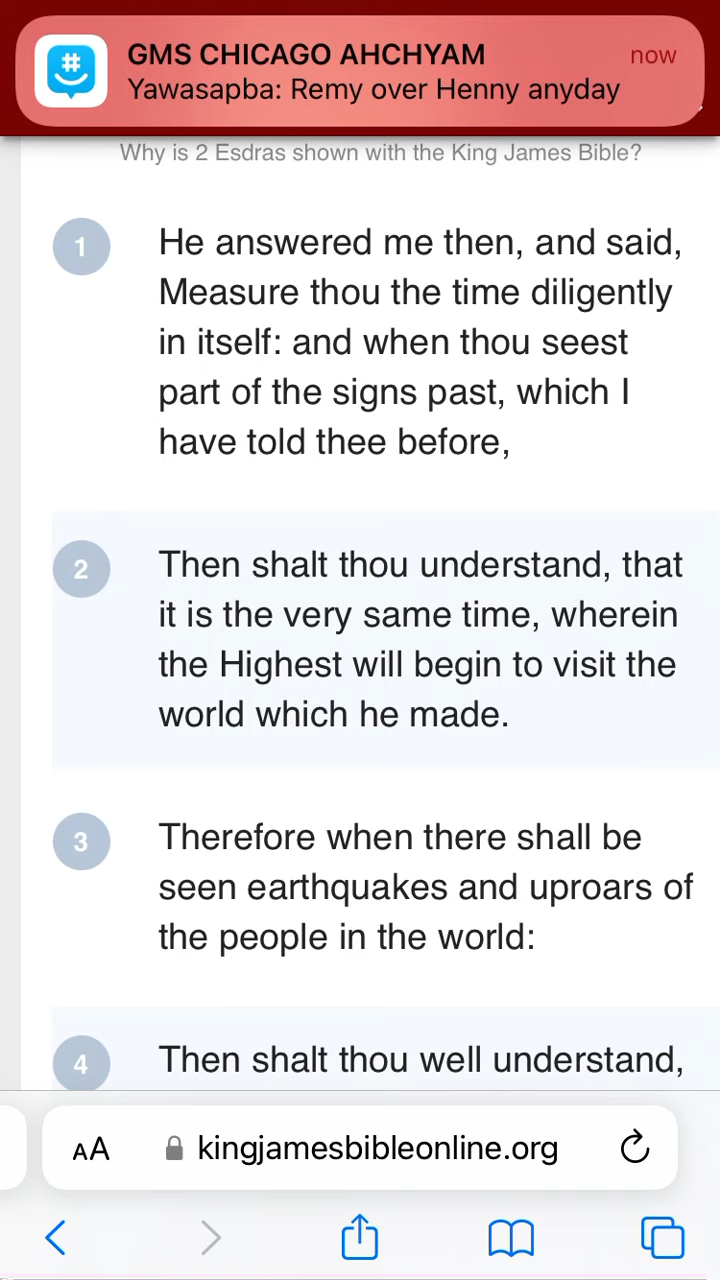 GMS CHICAGO AHCHYAM now
Yawasapba: Remy over Henny anyday
Why is 2 Esdras shown with the King James Bible?
1 He answered me then, and said,
Measure thou the time diligently
in itself: and when thou seest
part of the signs past, which I
have told thee before,
2 Then shalt thou understand, that
it is the very same time, wherein
the Highest will begin to visit the
world which he made.
3 Therefore when there shall be
seen earthquakes and uproars of
the people in the world:
4 Then shalt thou well understand,
AA kingjamesbibleonline.org